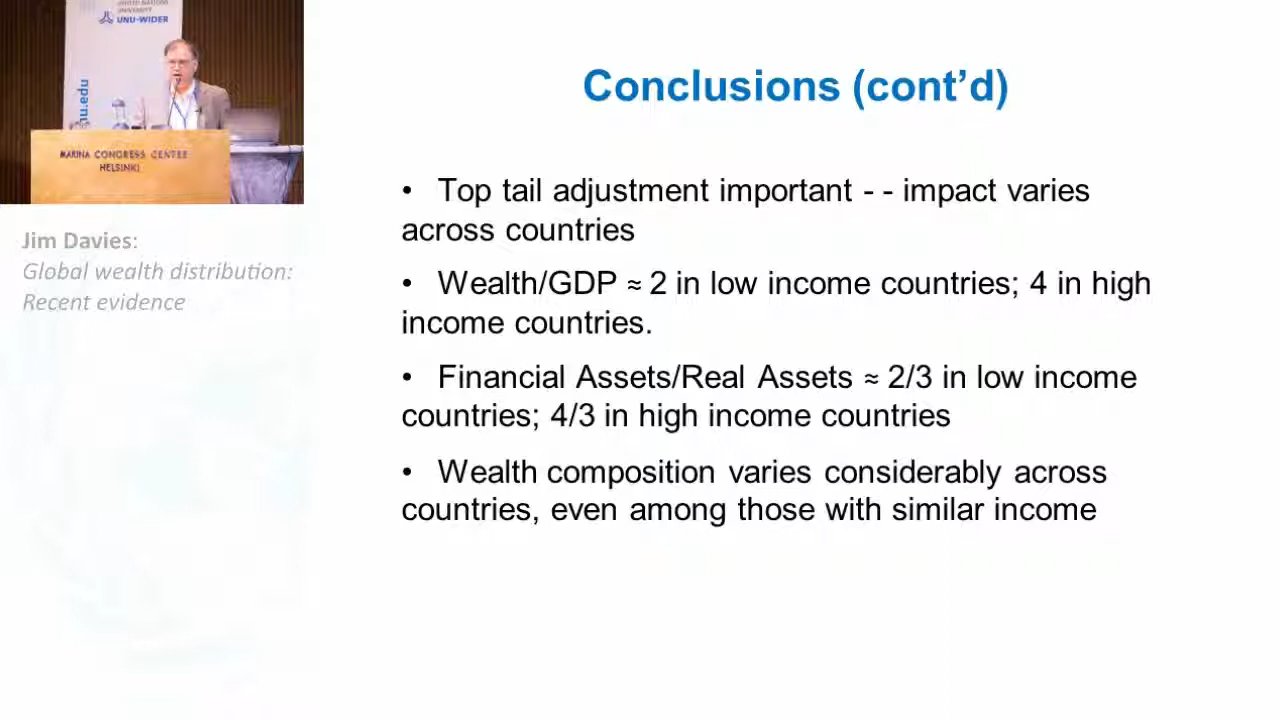 UNITED NATIONS
UNIVERSITY
UNU-WIDER
nu.edu
MARINA CONGRESS CENTER
HELSINKI
Jim Davies:
Global wealth distribution:
Recent evidence
Conclusions (cont’d)
• Top tail adjustment important - - impact varies
across countries
• Wealth/GDP ≈ 2 in low income countries; 4 in high
income countries.
• Financial Assets/Real Assets ≈ 2/3 in low income
countries; 4/3 in high income countries
• Wealth composition varies considerably across
countries, even among those with similar income